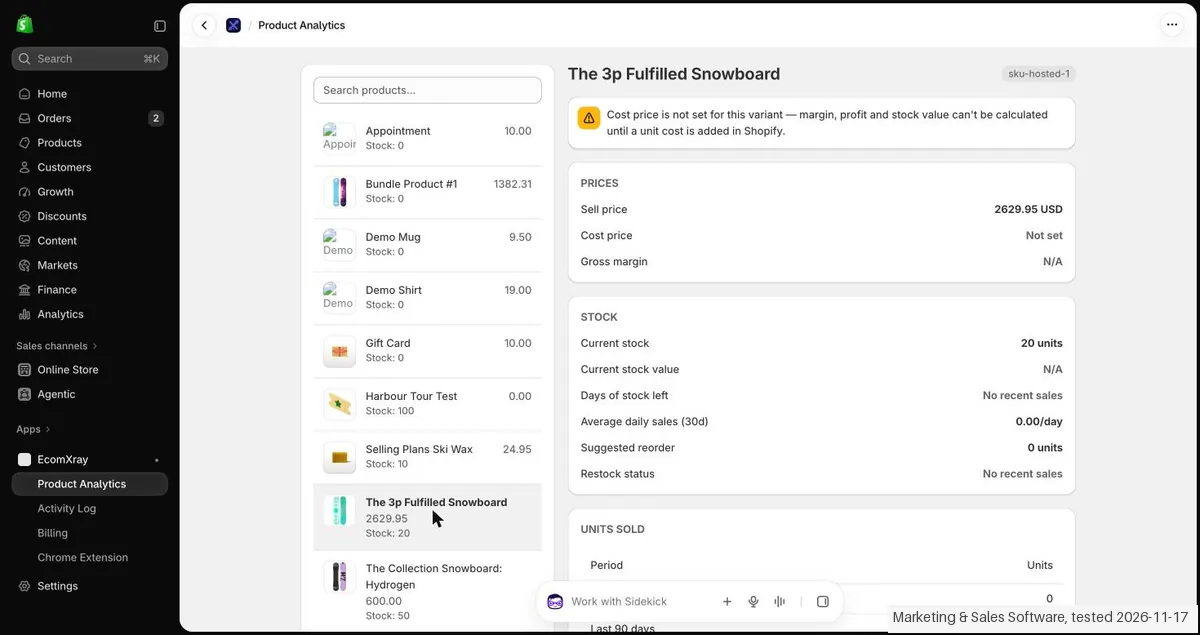 Search
⌘K
Home
Orders
2
Products
Customers
Growth
Discounts
Content
Markets
Finance
Analytics
Sales channels
Online Store
Agentic
Apps
EcomXray
Product Analytics
Activity Log
Billing
Chrome Extension
Settings
/ Product Analytics
Search products...
Appoin
Appointment
10.00
Stock: 0
Bundle Product #1
1382.31
Stock: 0
Demo
Demo Mug
9.50
Stock: 0
Demo
Demo Shirt
19.00
Stock: 0
Gift Card
10.00
Stock: 0
Harbour Tour Test
0.00
Stock: 100
Selling Plans Ski Wax
24.95
Stock: 10
The 3p Fulfilled Snowboard
2629.95
Stock: 20
The Collection Snowboard:
Hydrogen
600.00
Stock: 50
The 3p Fulfilled Snowboard
sku-hosted-1
Cost price is not set for this variant — margin, profit and stock value can't be calculated
until a unit cost is added in Shopify.
PRICES
Sell price
2629.95 USD
Cost price
Not set
Gross margin
N/A
STOCK
Current stock
20 units
Current stock value
N/A
Days of stock left
No recent sales
Average daily sales (30d)
0.00/day
Suggested reorder
0 units
Restock status
No recent sales
UNITS SOLD
Period
Units
0
Last 90 days
Work with Sidekick
Marketing & Sales Software, tested 2026-11-17